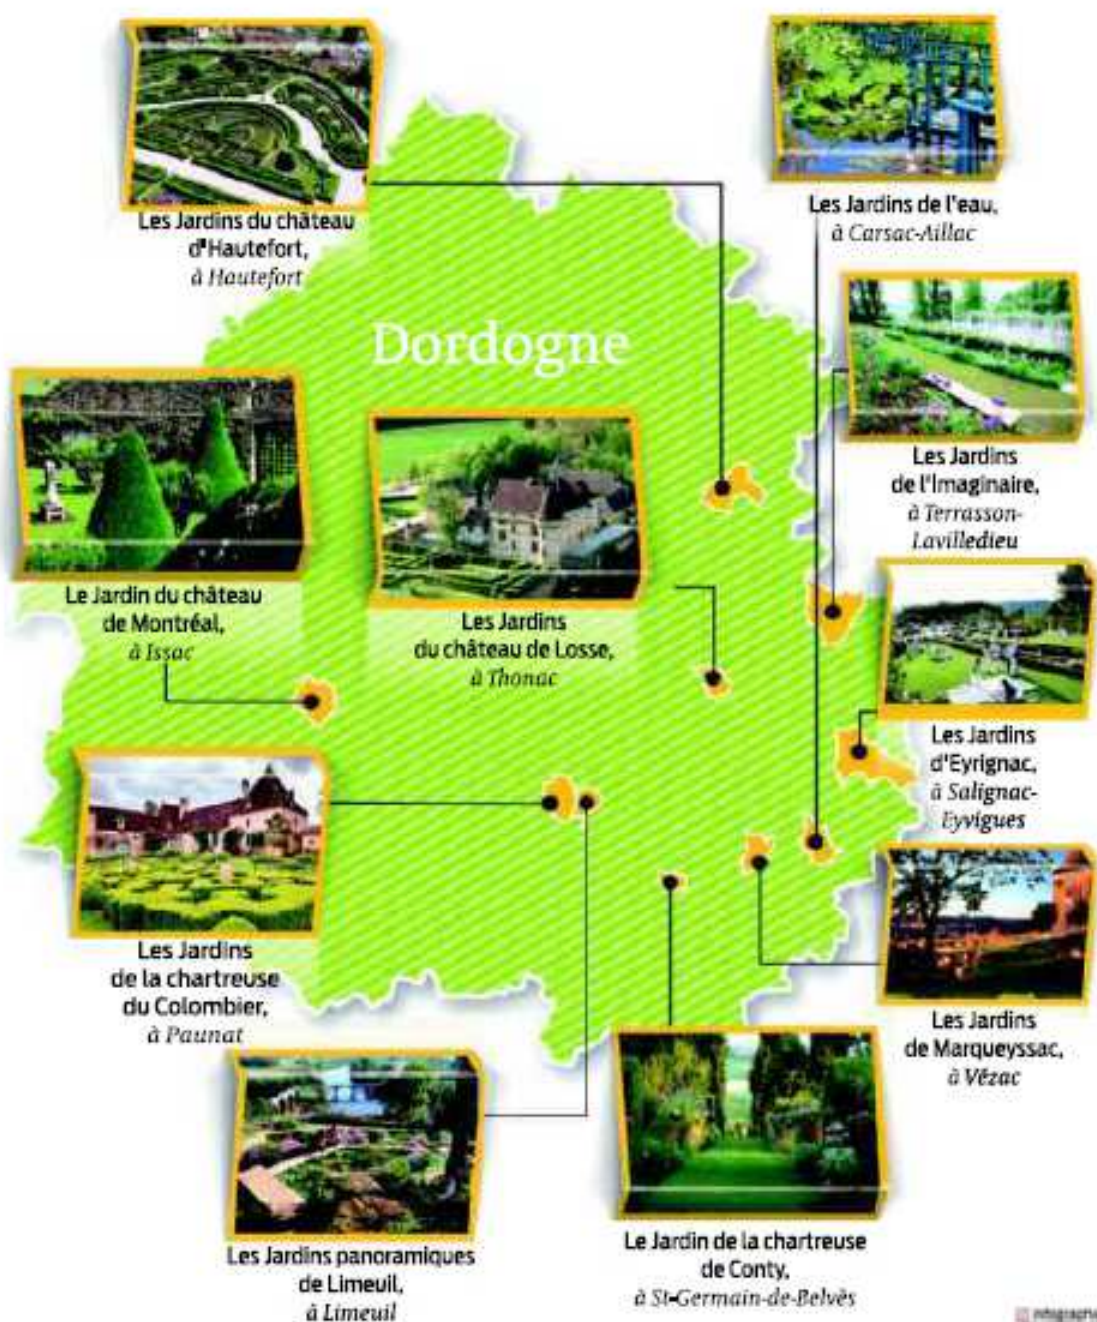 Les Jardins du château
d'Hautefort,
à Hautefort
Les Jardins de l'eau,
à Carsac-Aillac
Dordogne
Les Jardins
de l'Imaginaire,
à Terrasson-
Lavilledieu
Le Jardin du château
de Montréal,
à Issac
Les Jardins
du château de Losse,
à Thonac
Les Jardins
d'Eyrignac,
à Salignac-
Eyvigues
Les Jardins
de la chartreuse
du Colombier,
à Paunat
Les Jardins
de Marqueyssac,
à Vézac
Les Jardins panoramiques
de Limeuil,
à Limeuil
Le Jardin de la chartreuse
de Conty,
à St-Germain-de-Belvès